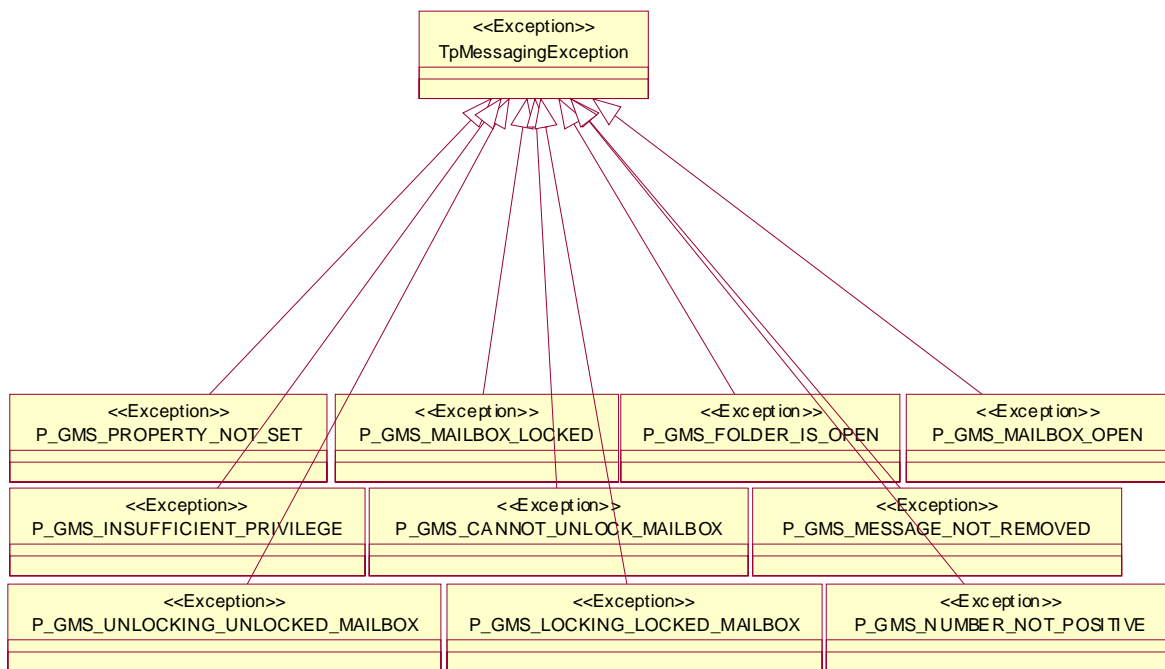 <<Exception>>
TpMessagingException
<<Exception>>
P_GMS_PROPERTY_NOT_SET
<<Exception>>
P_GMS_MAILBOX_LOCKED
<<Exception>>
P_GMS_FOLDER_IS_OPEN
<<Exception>>
P_GMS_MAILBOX_OPEN
<<Exception>>
P_GMS_INSUFFICIENT_PRIVILEGE
<<Exception>>
P_GMS_CANNOT_UNLOCK_MAILBOX
<<Exception>>
P_GMS_MESSAGE_NOT_REMOVED
<<Exception>>
P_GMS_UNLOCKING_UNLOCKED_MAILBOX
<<Exception>>
P_GMS_LOCKING_LOCKED_MAILBOX
<<Exception>>
P_GMS_NUMBER_NOT_POSITIVE